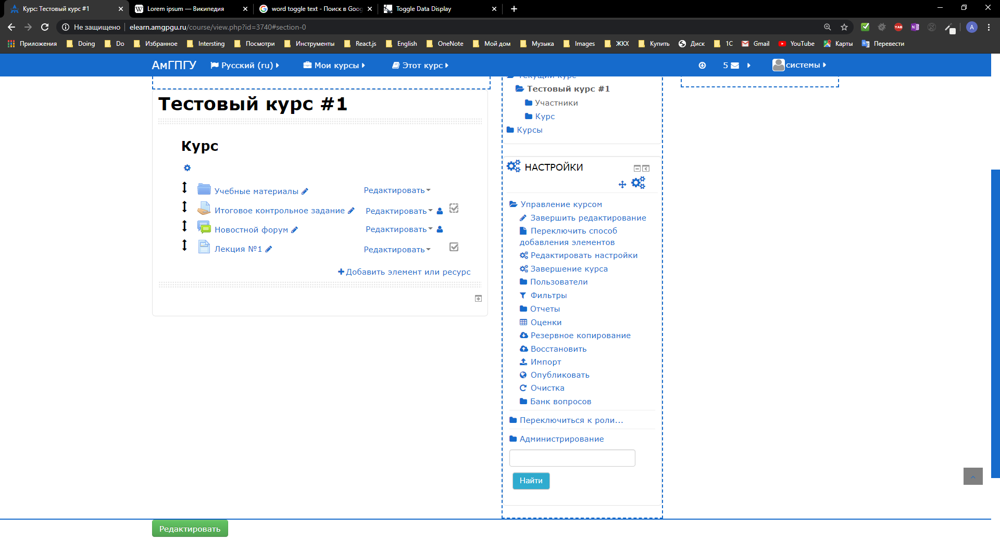 Курс: Тестовый курс #1
Lorem ipsum — Википедия
word toggle text - Поиск в Goog
Toggle Data Display
Не защищено
elearn.amgpgu.ru/course/view.php?id=3740#section-0
Приложения
Doing
Do
Избранное
Intersting
Посмотри
Инструменты
React.js
English
OneNote
Мой дом
Музыка
Images
ЖКХ
Купить
Диск
1С
Gmail
YouTube
Карты
Перевести
АмГПГУ
Русский (ru)
Мои курсы
Этот курс
5
системы
Текущий курс
Тестовый курс #1
Участники
Курс
Курсы
Тестовый курс #1
Курс
Учебные материалы
Редактировать
Итоговое контрольное задание
Редактировать
Новостной форум
Редактировать
Лекция №1
Редактировать
Добавить элемент или ресурс
НАСТРОЙКИ
Управление курсом
Завершить редактирование
Переключить способ
добавления элементов
Редактировать настройки
Завершение курса
Пользователи
Фильтры
Отчеты
Оценки
Резервное копирование
Восстановить
Импорт
Опубликовать
Очистка
Банк вопросов
Переключиться к роли...
Администрирование
Найти
Редактировать